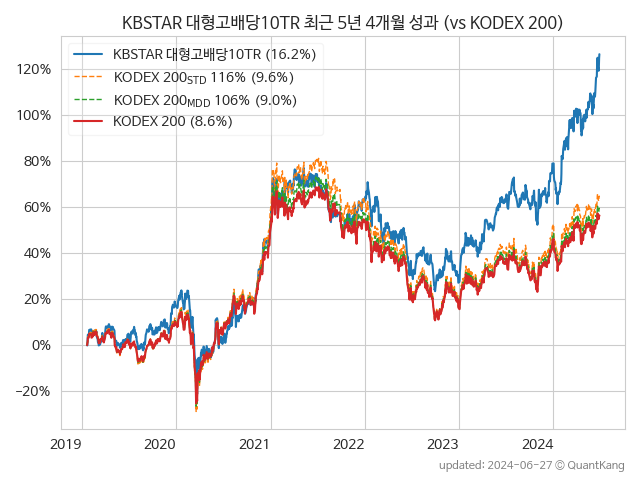 KBSTAR 대형고배당10TR 최근 5년 4개월 성과 (vs KODEX 200)
KBSTAR 대형고배당10TR (16.2%)
KODEX 200STD 116% (9.6%)
KODEX 200MDD 106% (9.0%)
KODEX 200 (8.6%)
120%
100%
80%
60%
40%
20%
0%
−20%
2019 2020 2021 2022 2023 2024
updated: 2024-06-27 © QuantKang